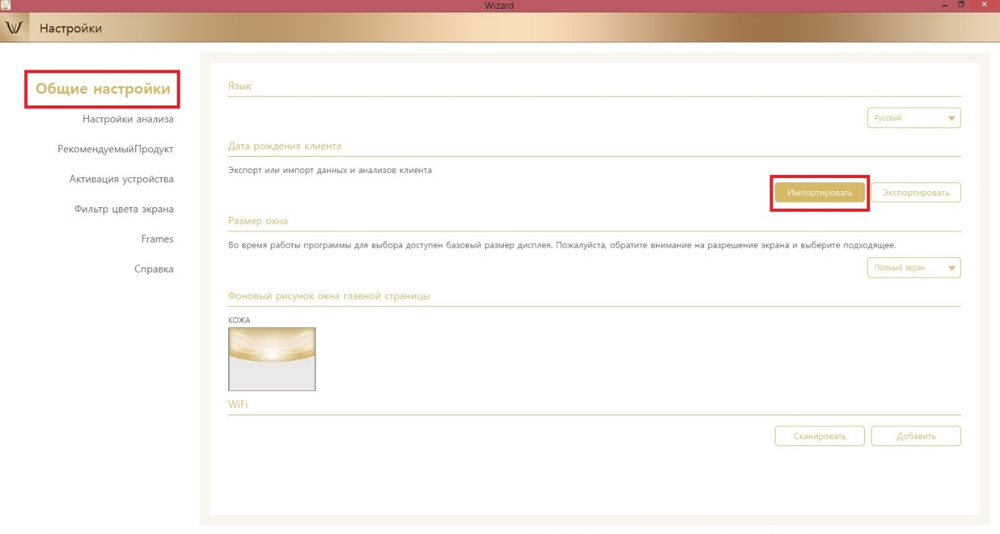 Wizard
Настройки
Общие настройки
Настройки анализа
РекомендуемыйПродукт
Активация устройства
Фильтр цвета экрана
Frames
Справка
Язык
Русский
Дата рождения клиента
Экспорт или импорт данных и анализов клиента
Импортировать Экспортировать
Размер окна
Во время работы программы для выбора доступен базовый размер дисплея. Пожалуйста, обратите внимание на разрешение экрана и выберите подходящее.
Полный экран
Фоновый рисунок окна главной страницы
КОЖА
WiFi
Сканировать Добавить